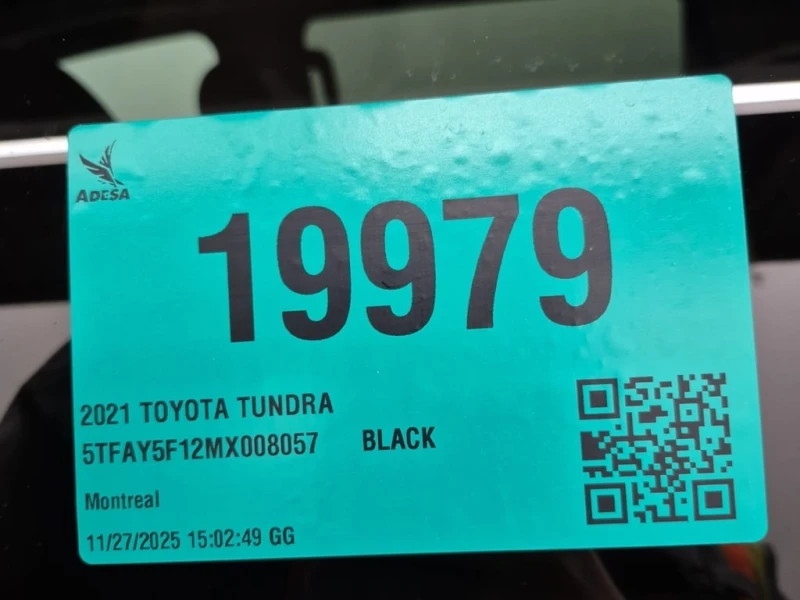 ADESA
19979
2021 TOYOTA TUNDRA
5TFAY5F12MX008057 BLACK
Montreal
11/27/2025 15:02:49 GG